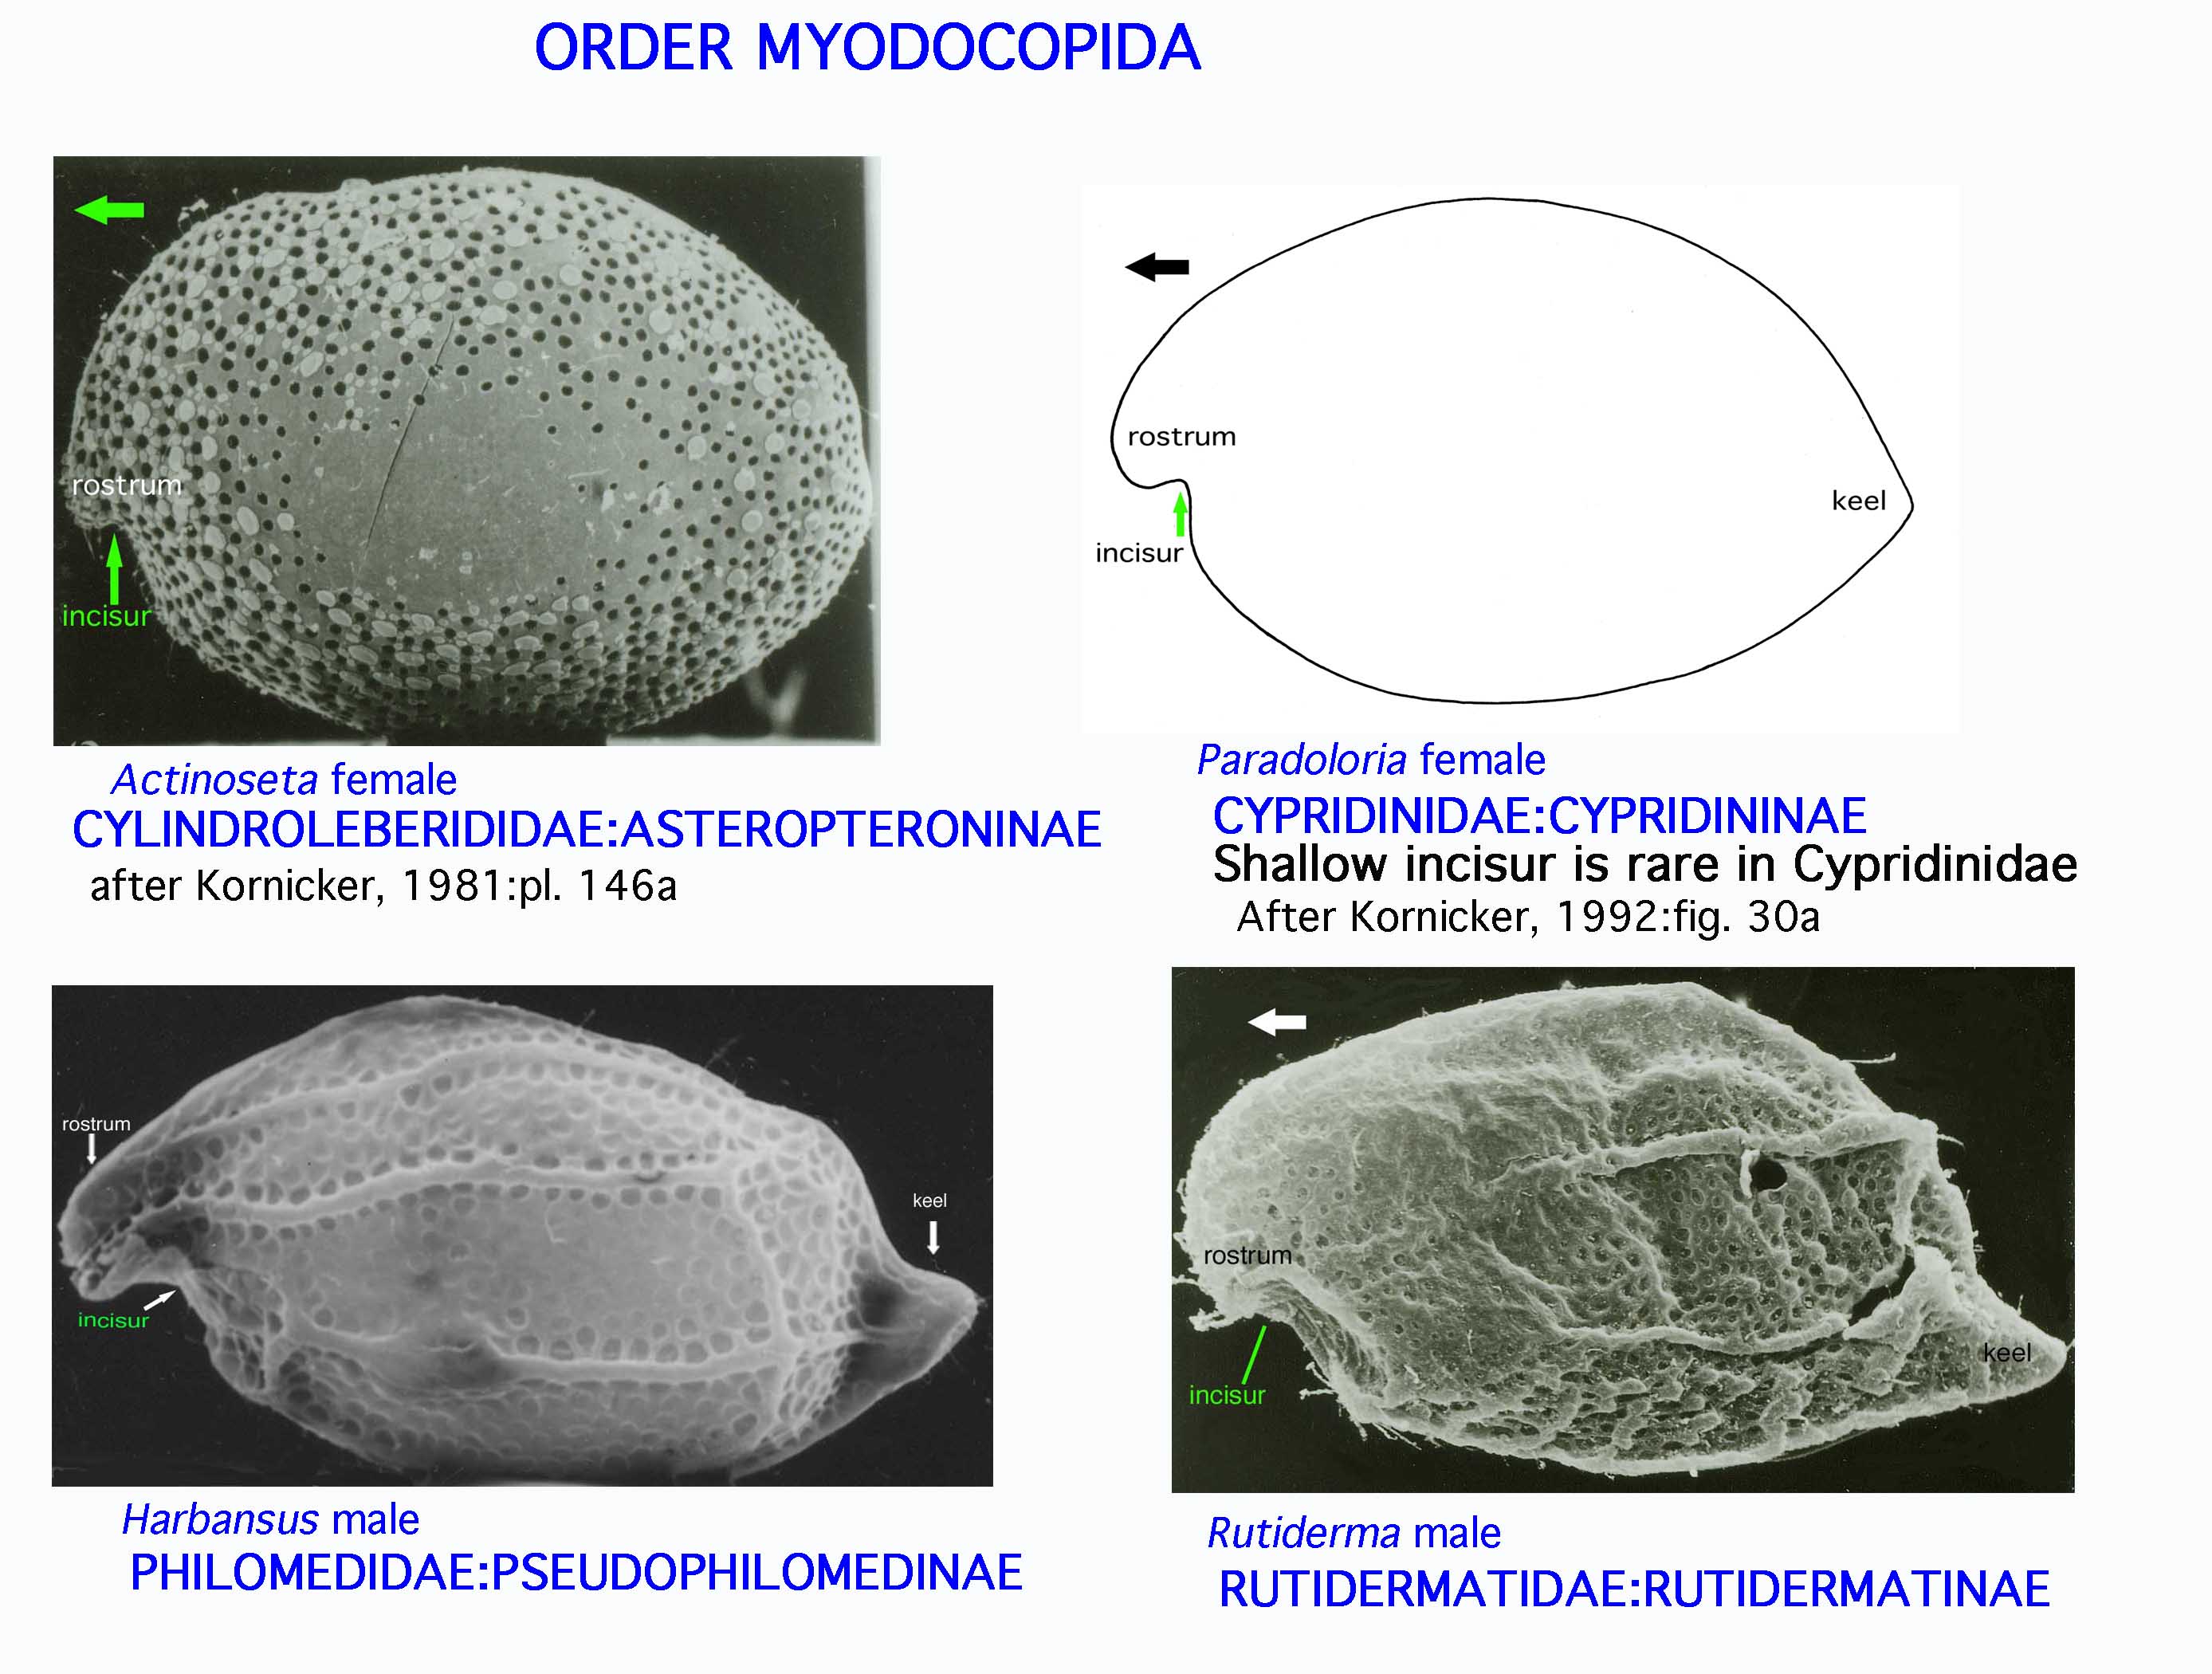 ORDER MYODOCOPIDA
rostrum
incisur
Actinoseta female
CYLINDROLEBERIDIDAE:ASTEROPTERONINAE
after Kornicker, 1981:pl. 146a
rostrum
keel
incisur
Paradoloria female
CYPRIDINIDAE:CYPRIDININAE
Shallow incisur is rare in Cypridinidae
After Kornicker, 1992:fig. 30a
rostrum
keel
incisur
Harbansus male
PHILOMEDIDAE:PSEUDOPHILOMEDINAE
rostrum
keel
incisur
Rutiderma male
RUTIDERMATIDAE:RUTIDERMATINAE